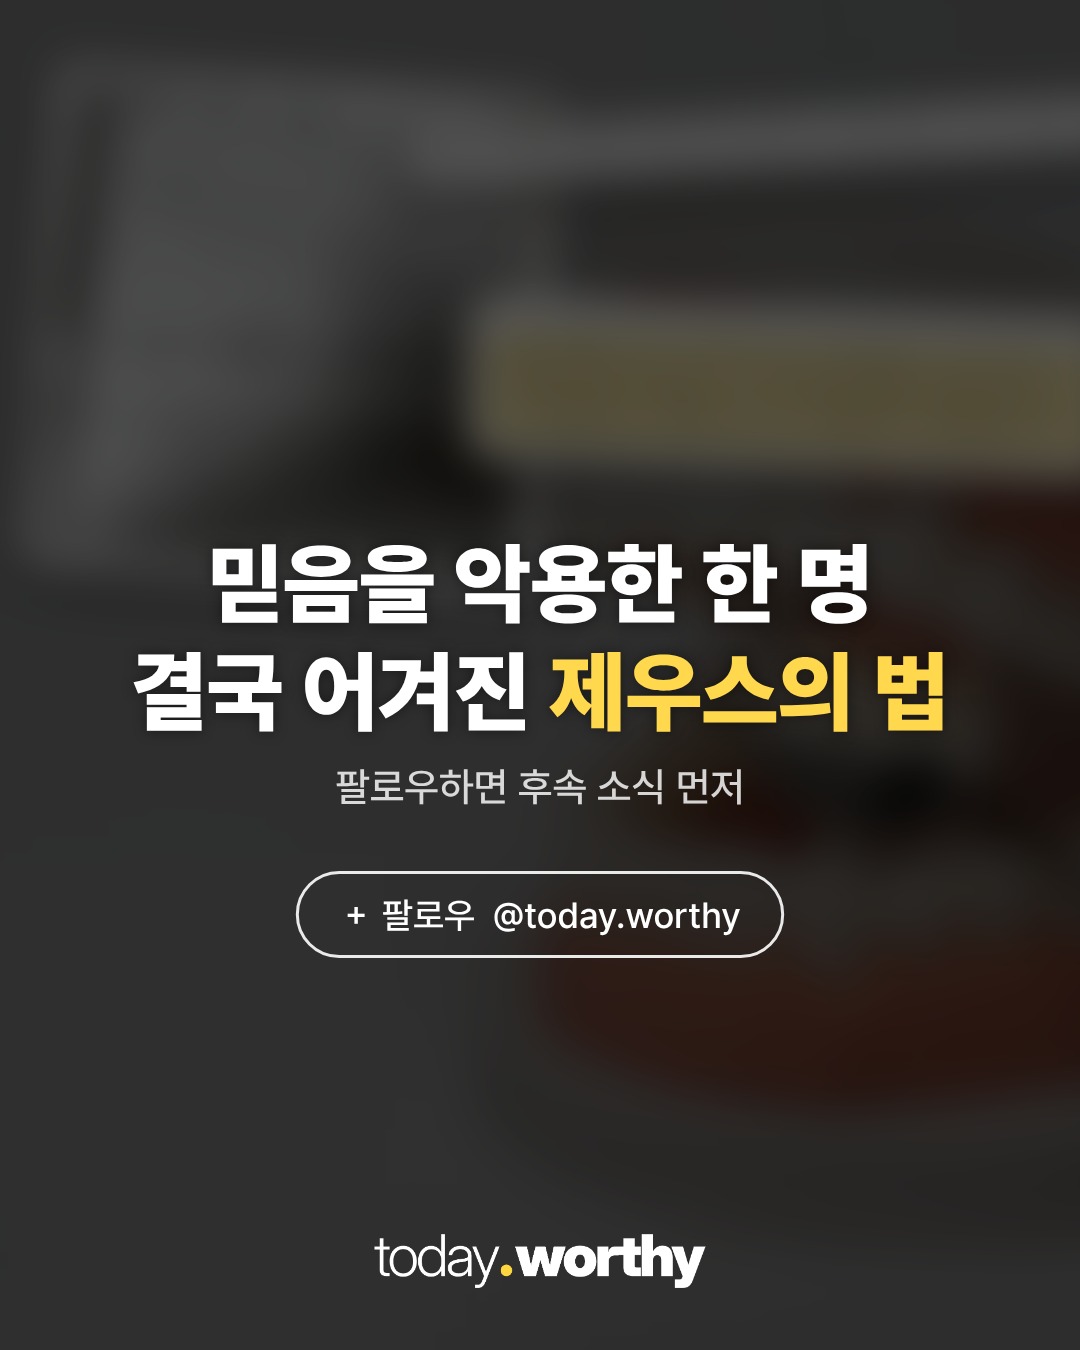 믿음을 악용한 한 명
결국 어겨진 제우스의 법
팔로우하면 후속 소식 먼저
+ 팔로우 @today.worthy
today.worthy